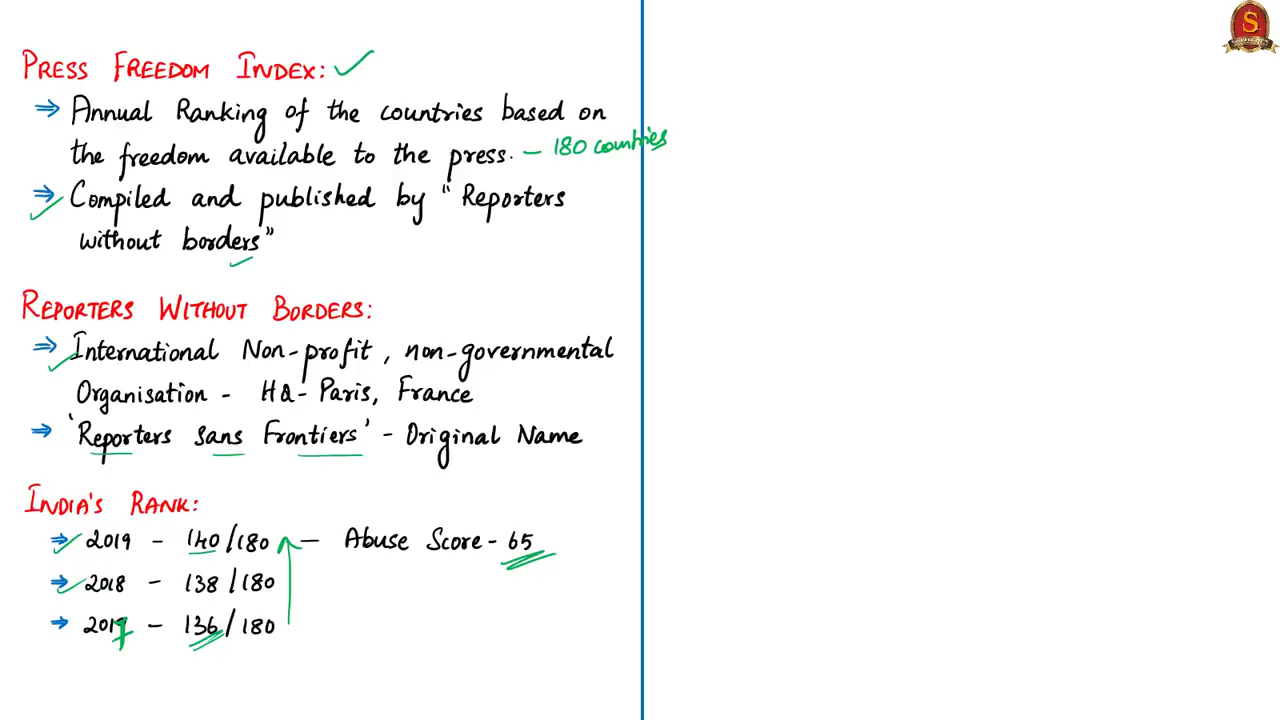 PRESS FREEDOM INDEX:
⇒ Annual Ranking of the countries based on
the freedom available to the press. – 180 countries
⇒ Compiled and published by "Reporters
without borders"
REPORTERS WITHOUT BORDERS:
⇒ International Non-profit, non-governmental
Organisation - HQ - Paris, France
⇒ 'Reporters Sans Frontiers' - Original Name
INDIA'S RANK:
⇒ 2019 - 140/180 — Abuse Score - 65
⇒ 2018 - 138/180
→ 2017 - 136/180
S